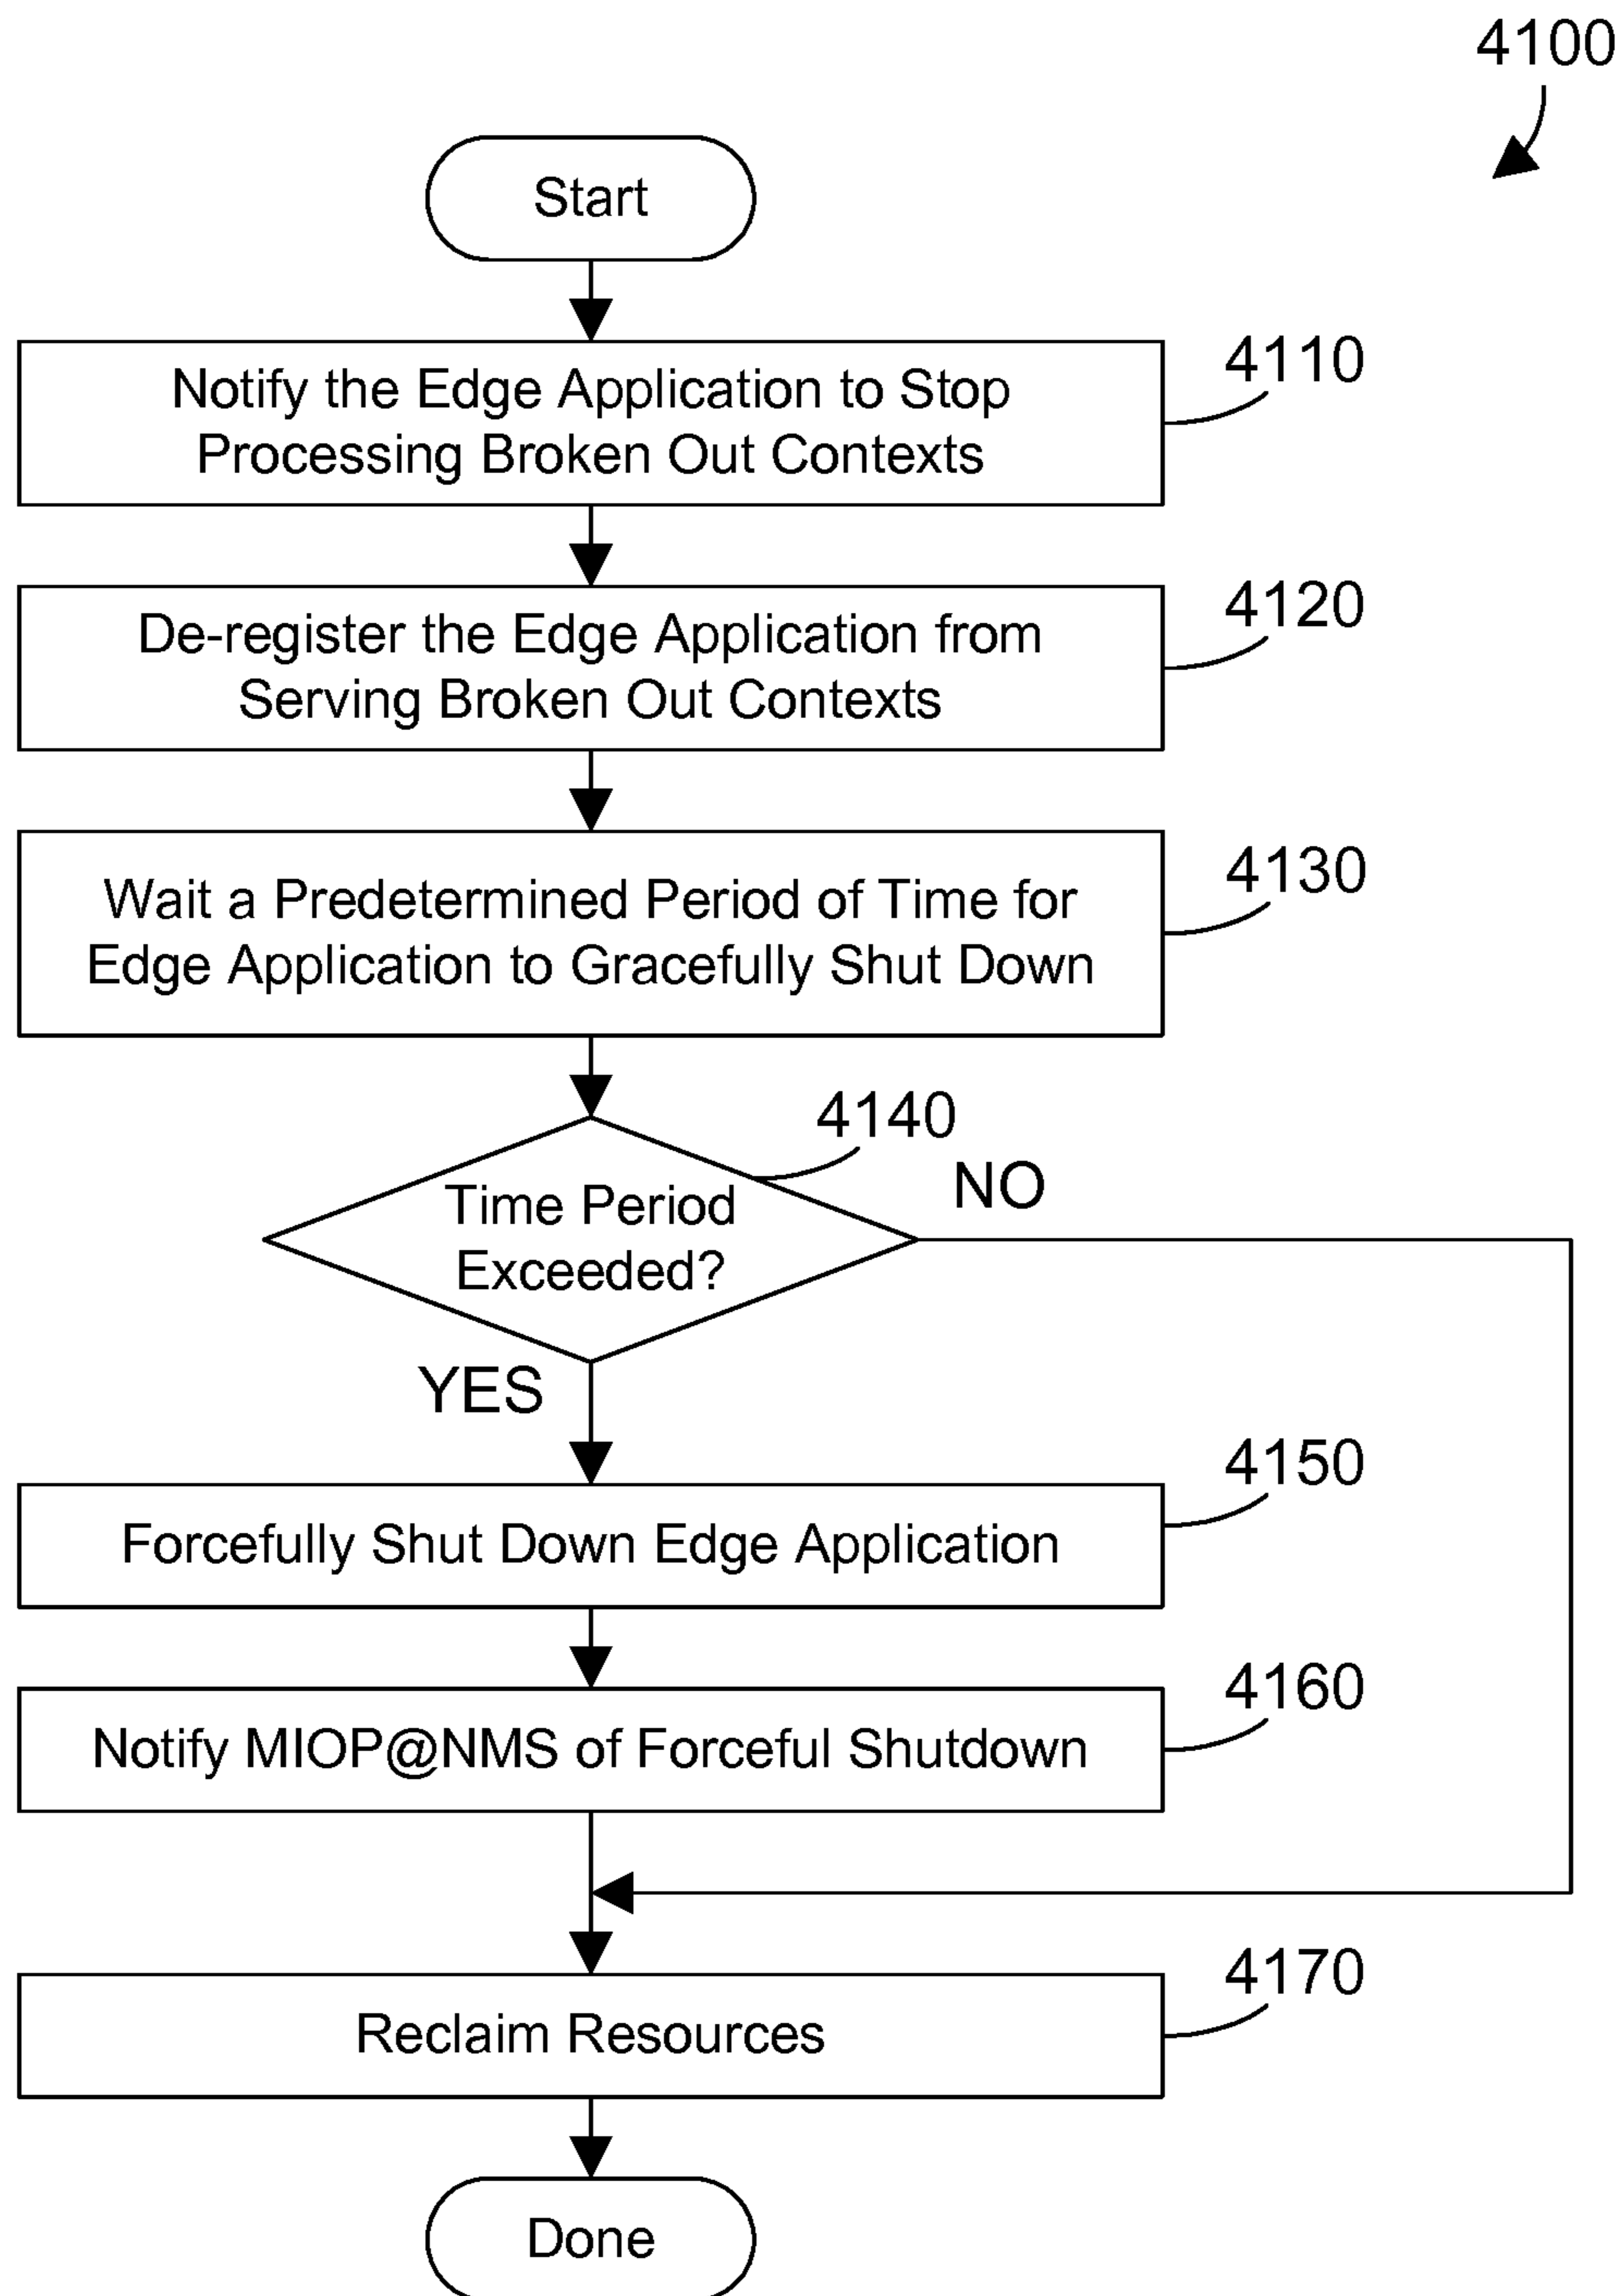 4100
Start
4110
Notify the Edge Application to Stop
Processing Broken Out Contexts
4120
De-register the Edge Application from
Serving Broken Out Contexts
4130
Wait a Predetermined Period of Time for
Edge Application to Gracefully Shut Down
4140
NO
Time Period
Exceeded?
YES
4150
Forcefully Shut Down Edge Application
4160
Notify MIOP@NMS of Forceful Shutdown
4170
Reclaim Resources
Done